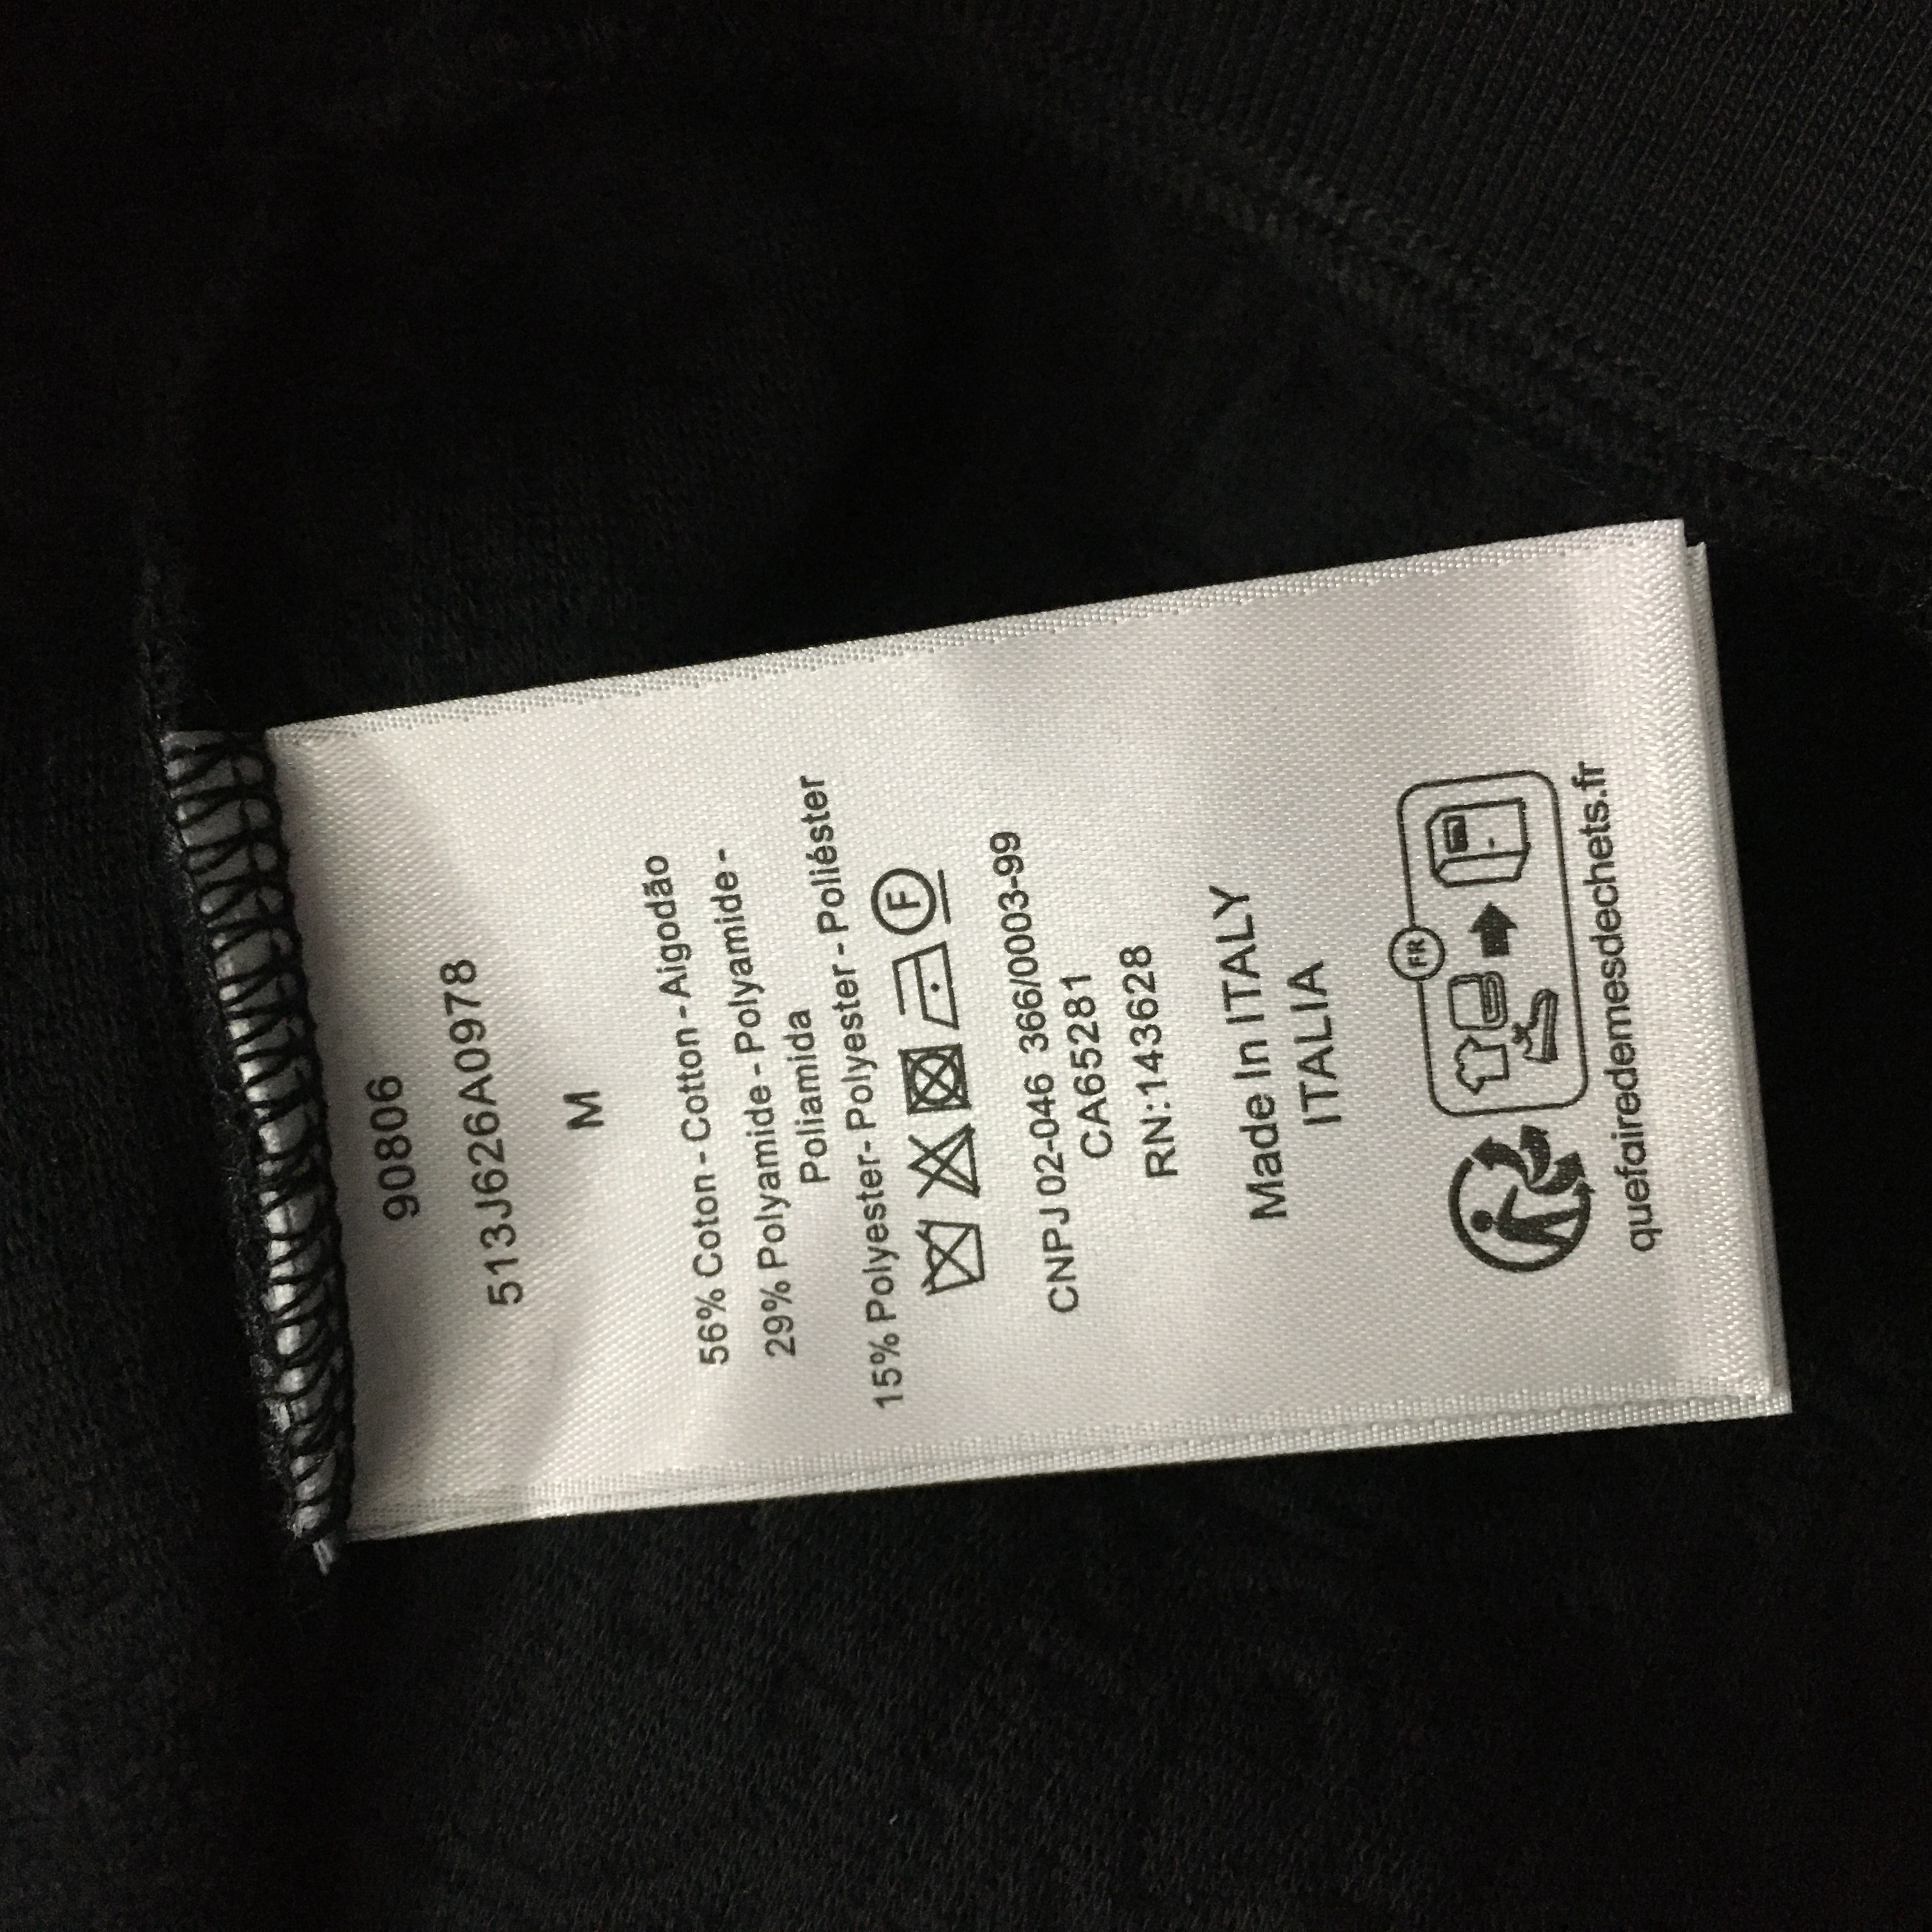 90806
513J626A0978
M
56% Coton - Cotton - Algodão
29% Polyamide - Polyamide -
Poliamida
15% Polyester - Polyester - Poliéster
F
CNPJ 02-046 366/0003-99
CA65281
RN:143628
Made In ITALY
ITALIA
FR
quefairedemesdechets.fr